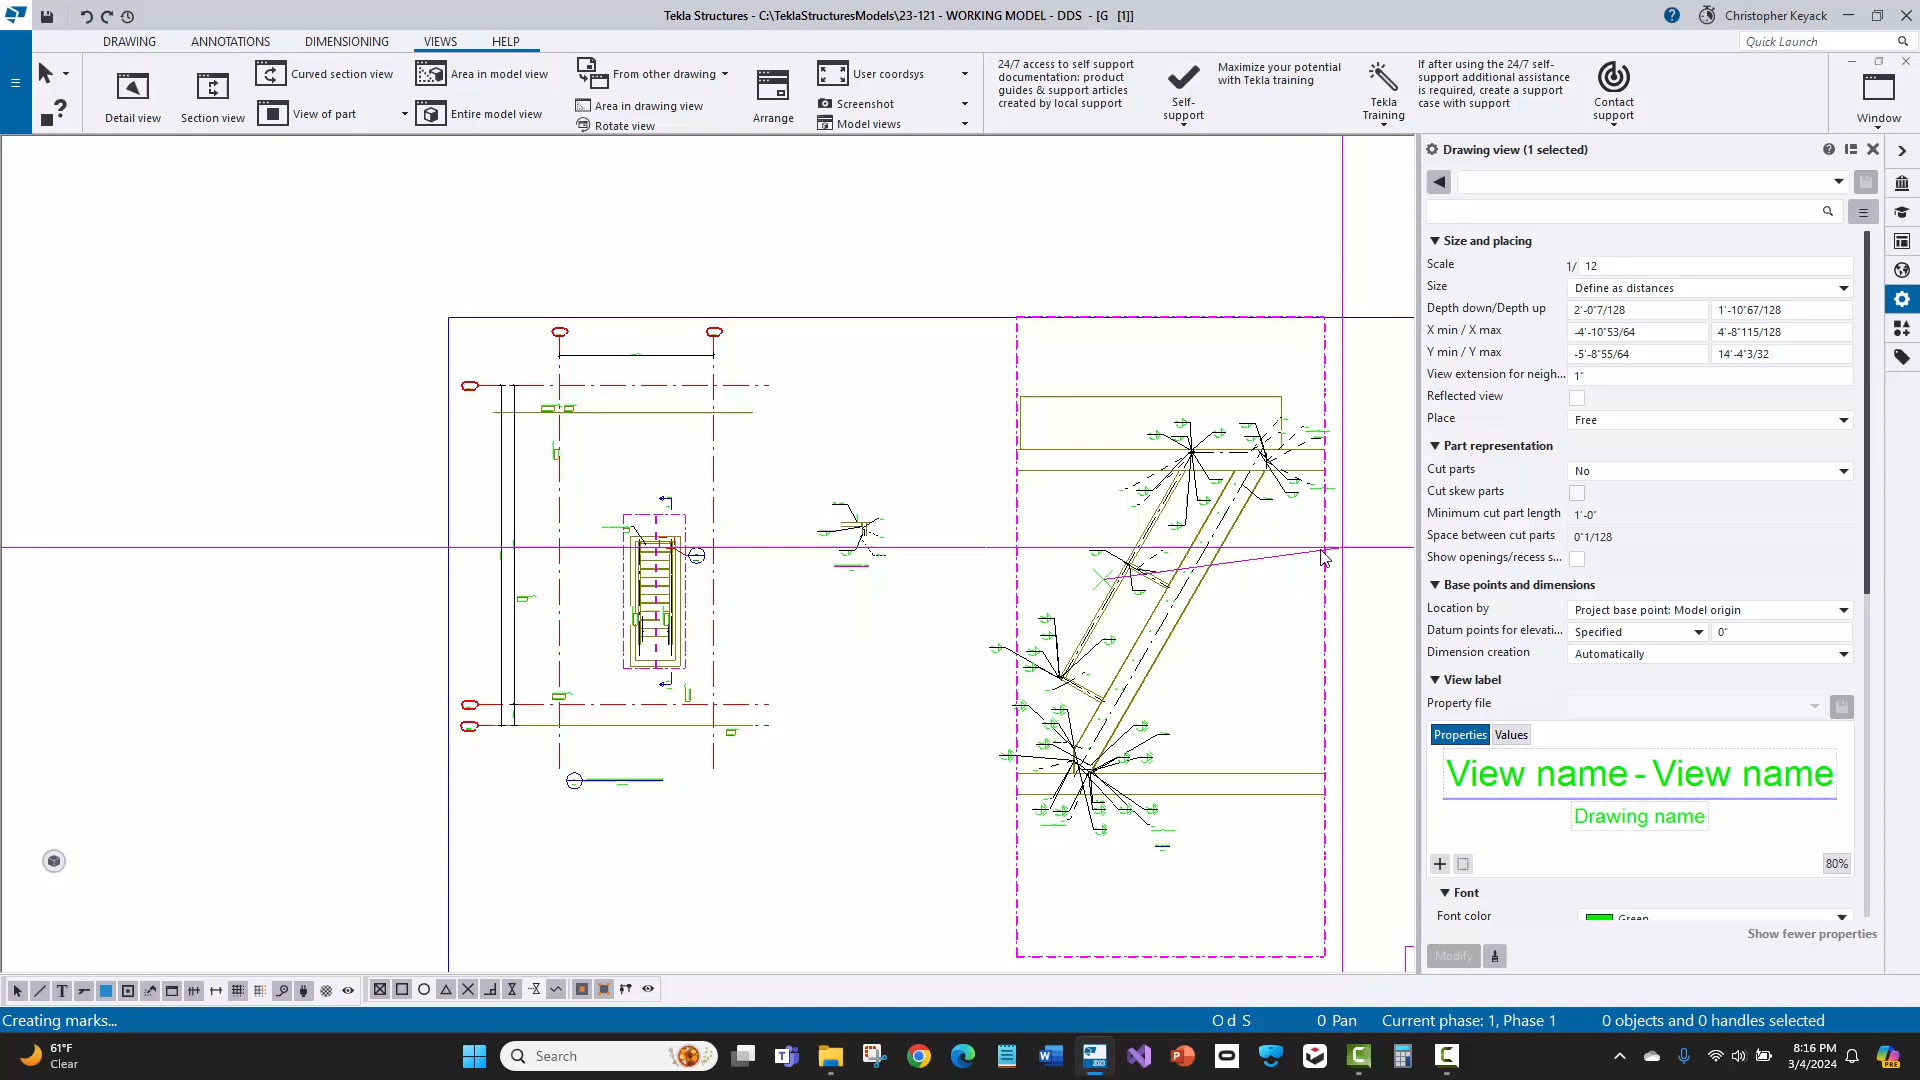 Tekla Structures - C:\TeklaStructuresModels\23-121 - WORKING MODEL - DDS - [G [1]]
Christopher Keyack
DRAWING
ANNOTATIONS
DIMENSIONING
VIEWS
HELP
Quick Launch
Detail view
Section view
Curved section view
View of part
Area in model view
Entire model view
From other drawing
Area in drawing view
Rotate view
Arrange
User coordsys
Screenshot
Model views
24/7 access to self support
documentation: product
guides & support articles
created by local support
Self-
support
Maximize your potential
with Tekla training
Tekla
Training
If after using the 24/7 self-
support additional assistance
is required, create a support
case with support
Contact
support
Window
Drawing view (1 selected)
Size and placing
Scale 1/ 12
Size Define as distances
Depth down/Depth up 2'-0"7/128 1'-10"67/128
X min / X max -4'-10"53/64 4'-8"115/128
Y min / Y max -5'-8"55/64 14'-4"3/32
View extension for neigh... 1"
Reflected view
Place Free
Part representation
Cut parts No
Cut skew parts
Minimum cut part length 1'-0"
Space between cut parts 0"1/128
Show openings/recess s...
Base points and dimensions
Location by Project base point: Model origin
Datum points for elevati... Specified 0"
Dimension creation Automatically
View label
Property file
Properties Values
View name - View name
Drawing name
80%
Font
Font color Green
Show fewer properties
Modify
Creating marks...
O d S
0 Pan
Current phase: 1, Phase 1
0 objects and 0 handles selected
61°F
Clear
Search
8:16 PM
3/4/2024